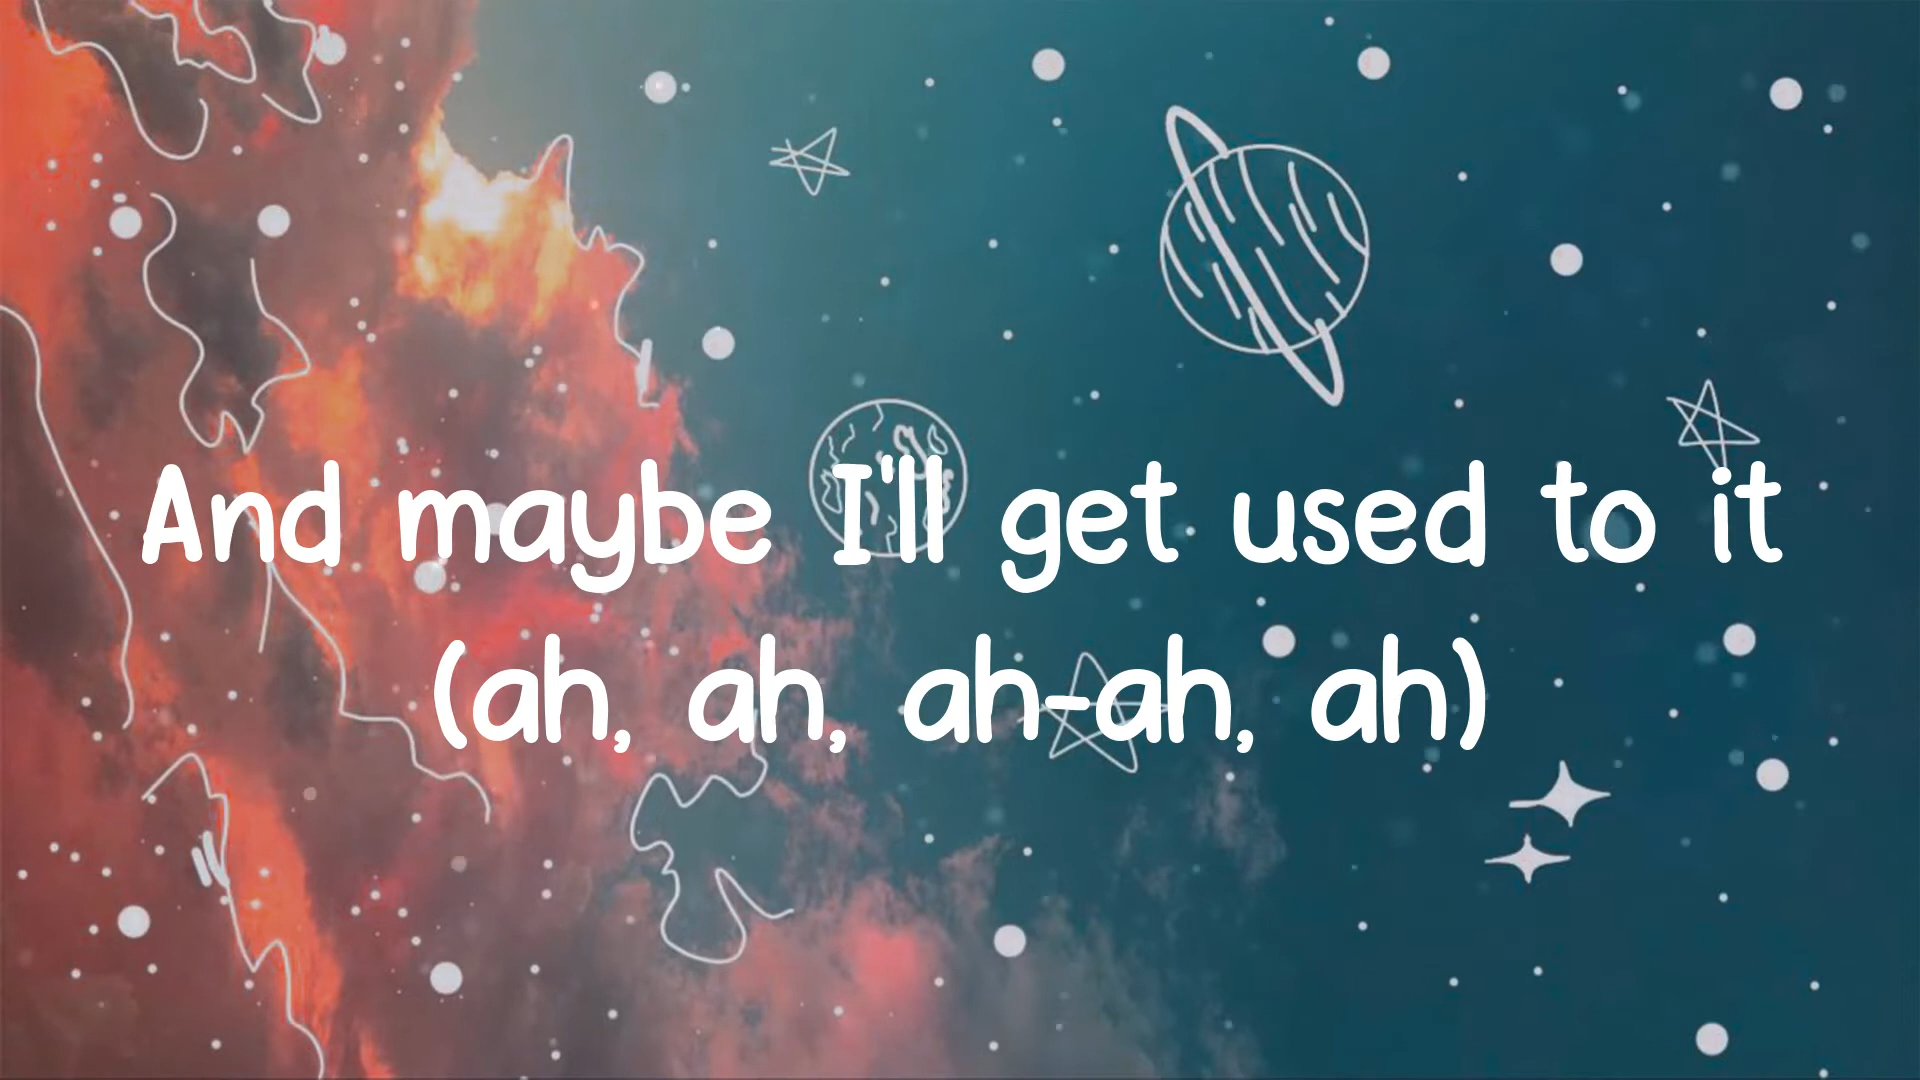 And maybe I'll get used to it
(ah, ah, ah-ah, ah)